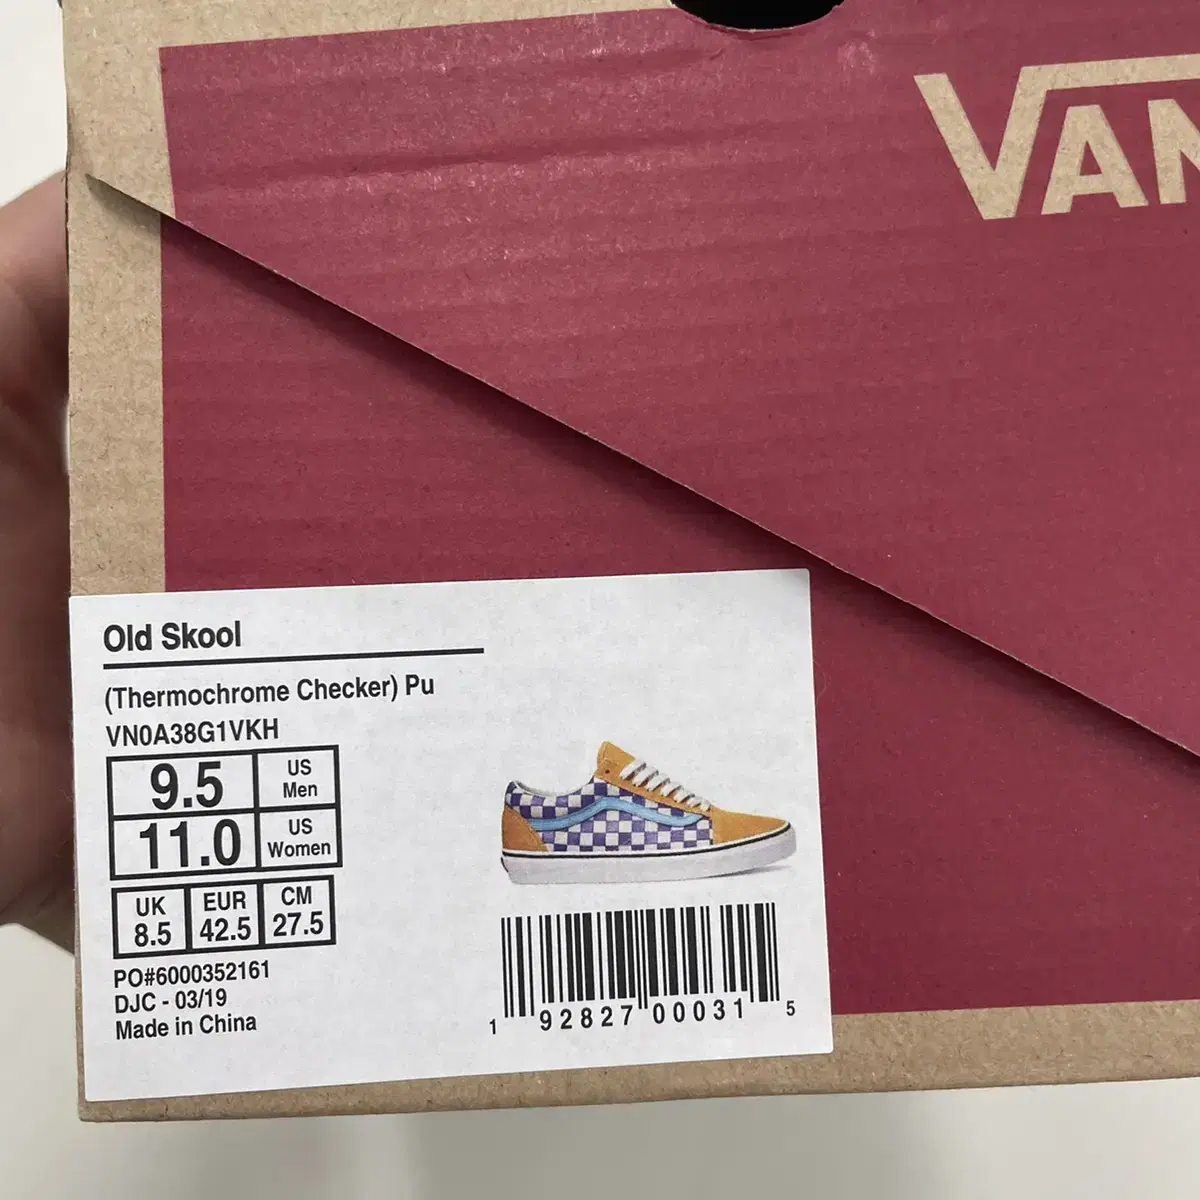 VAN
Old Skool
(Thermochrome Checker) Pu
VN0A38G1VKH
9.5 US Men
11.0 US Women
UK EUR CM
8.5 42.5 27.5
PO#6000352161
DJC - 03/19
Made in China
1 92827 00031 5